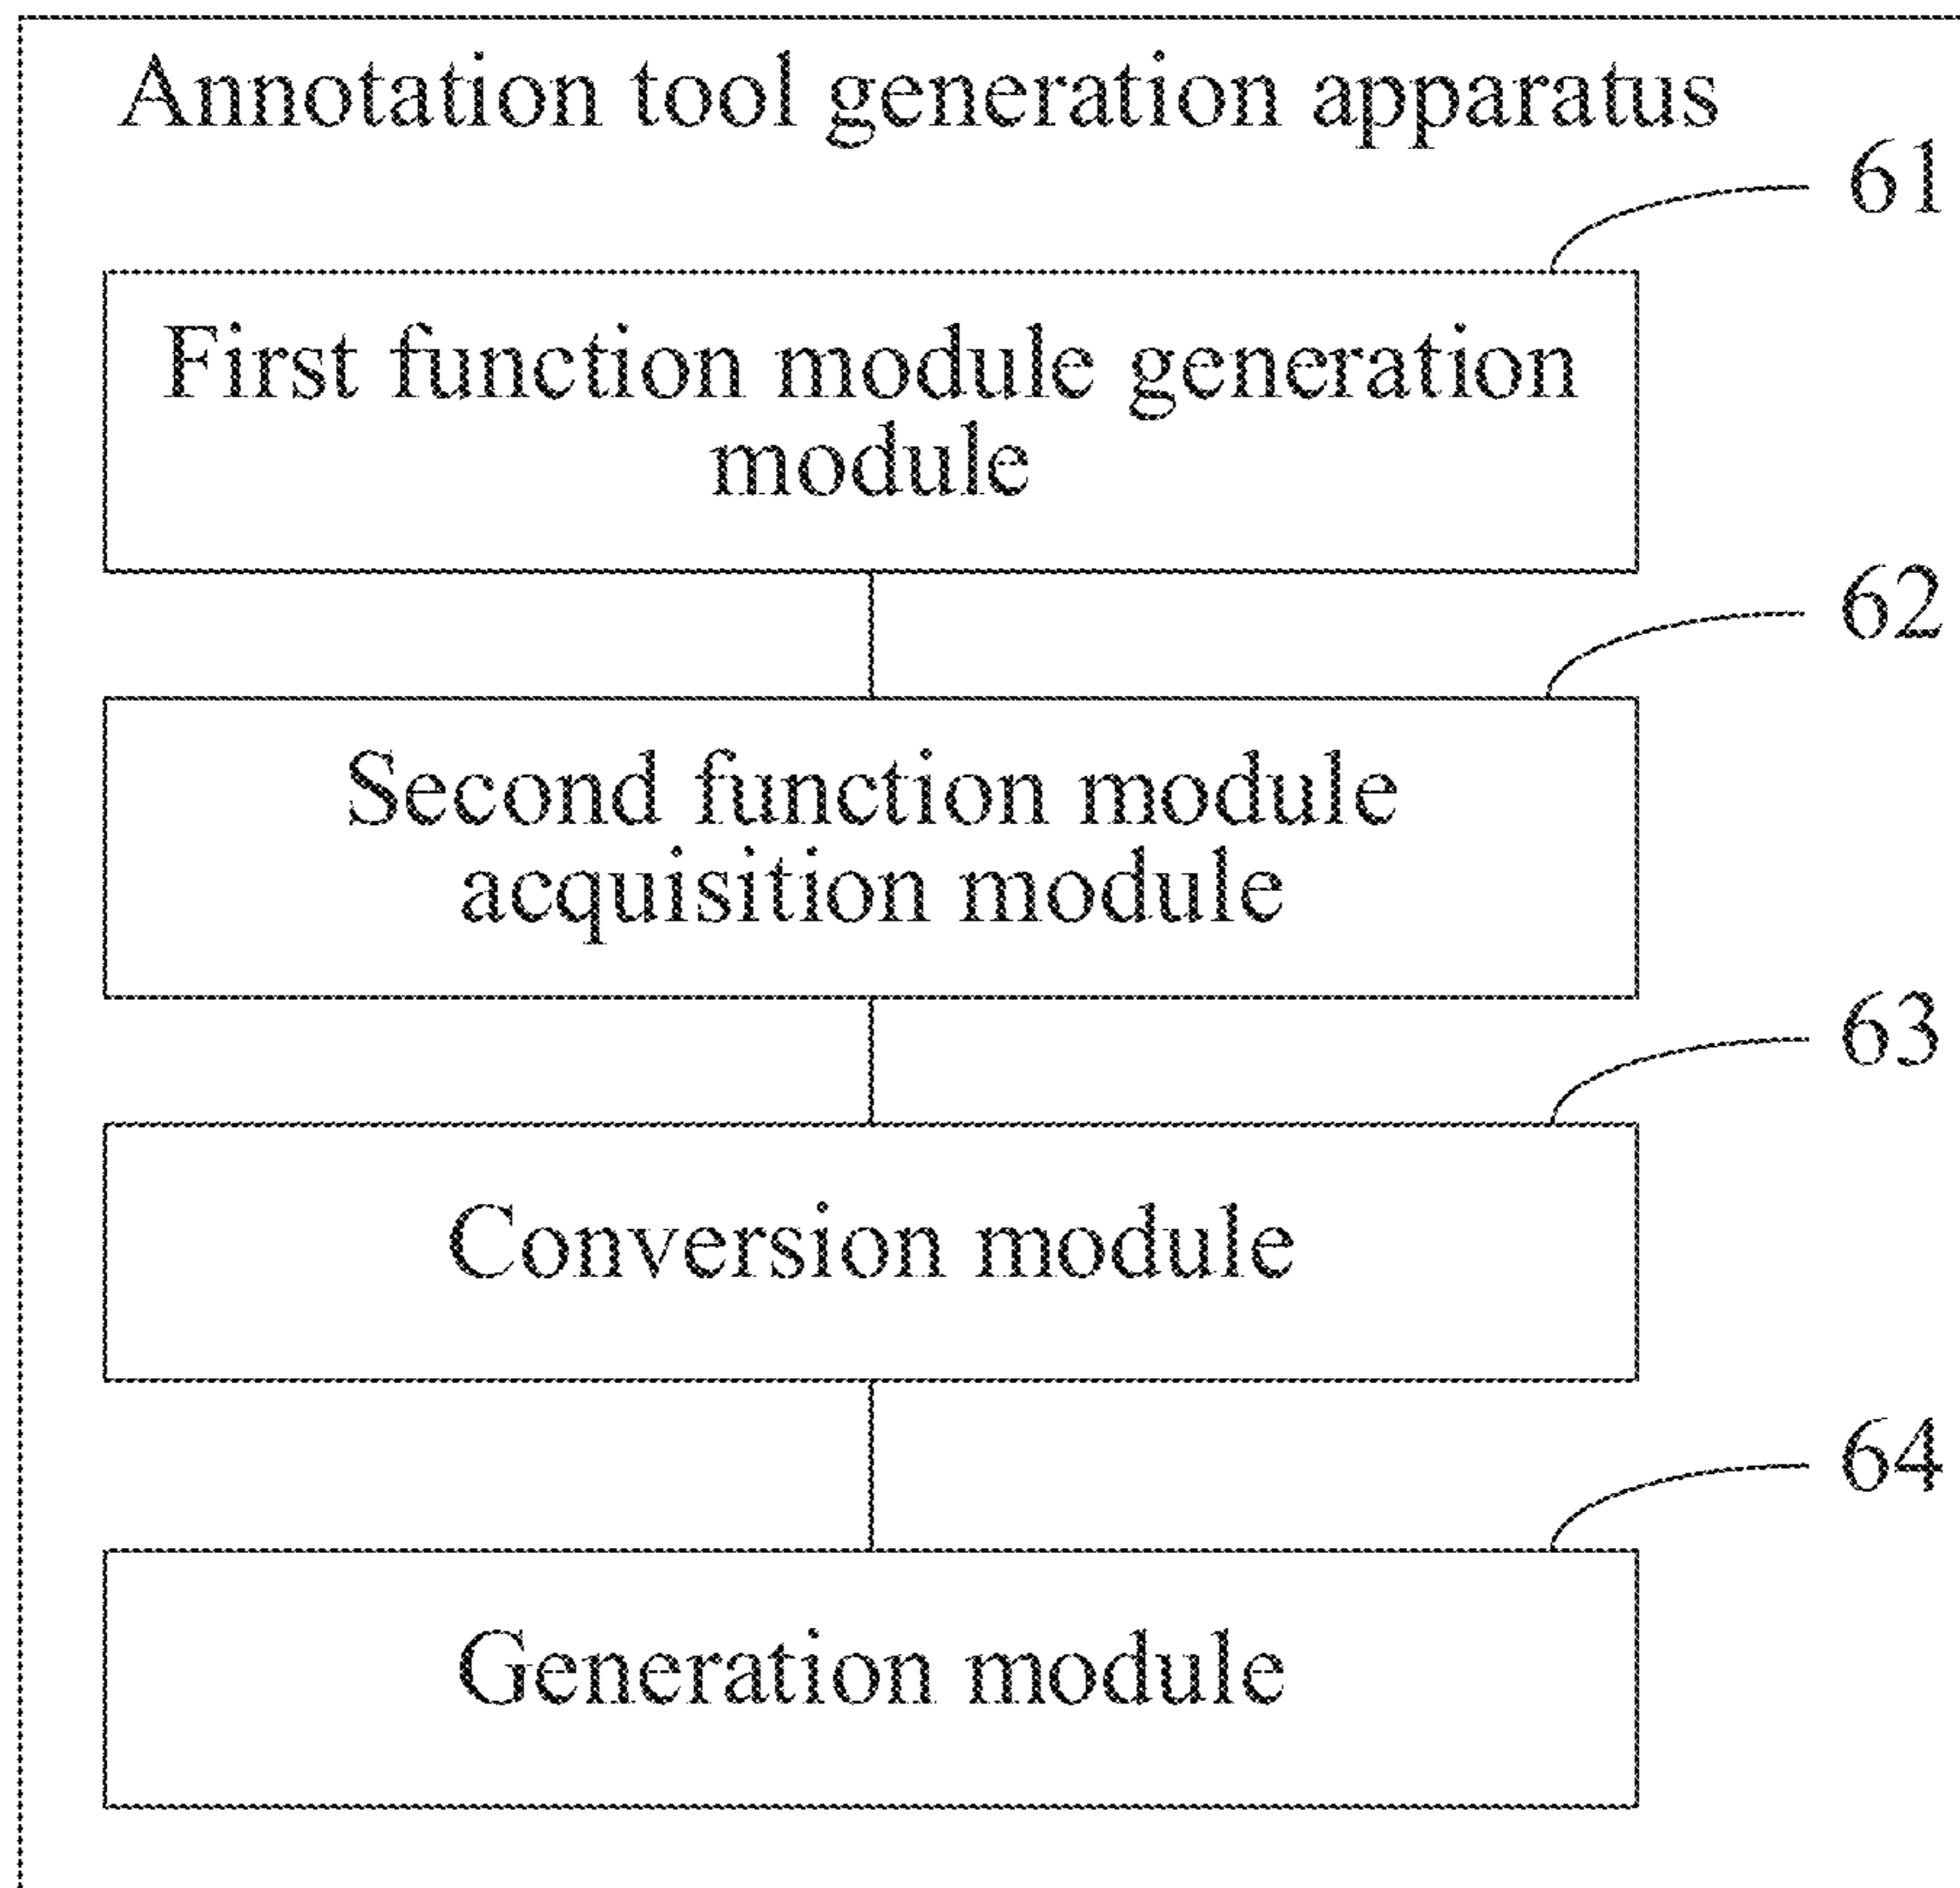 Annotation tool generation apparatus
61
First function module generation
module
62
Second function module
acquisition module
63
Conversion module
64
Generation module